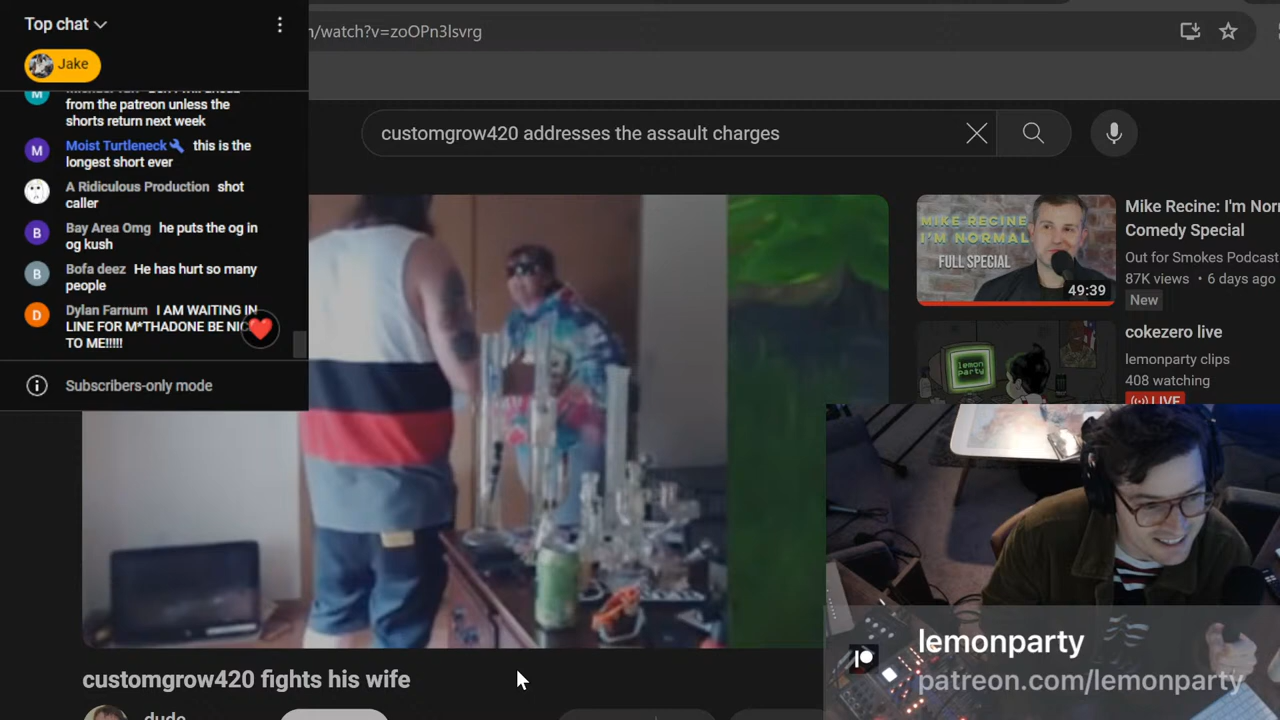 Top chat
n/watch?v=zoOPn3lsvrg
Jake
from the patreon unless the
shorts return next week
M
Moist Turtleneck this is the
longest short ever
A Ridiculous Production shot
caller
B
Bay Area Omg he puts the og in
og kush
B
Bofa deez He has hurt so many
people
D
Dylan Farnum I AM WAITING IN
LINE FOR M*THADONE BE NIC
TO ME!!!!!
Subscribers-only mode
customgrow420 addresses the assault charges
MIKE RECINE
I'M NORMAL
FULL SPECIAL
49:39
Mike Recine: I'm Nor
Comedy Special
Out for Smokes Podcast
87K views • 6 days ago
New
lemon
party
cokezero live
lemonparty clips
408 watching
LIVE
customgrow420 fights his wife
dude
lemonparty
patreon.com/lemonparty